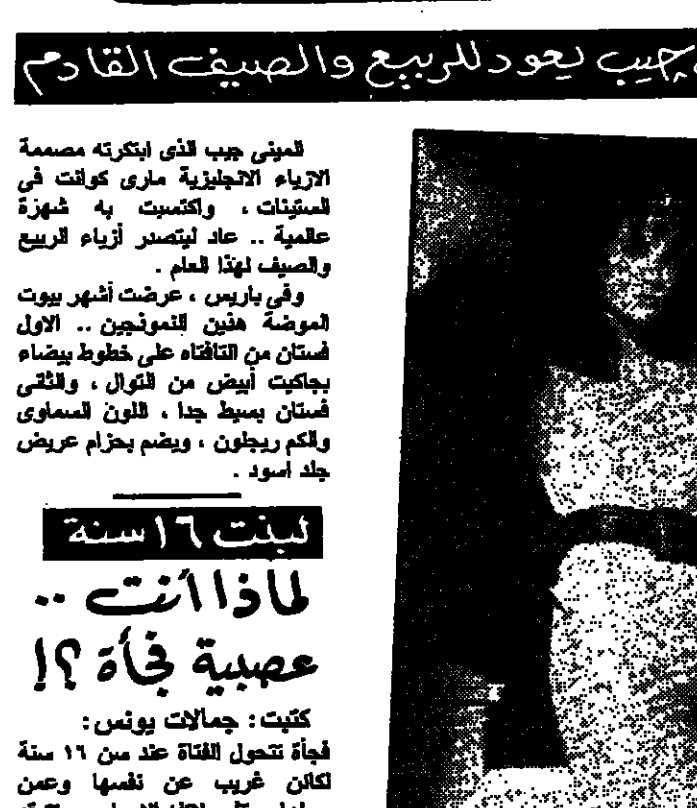 جيب يعود للربيع والصيف القادم
المينى جيب الذى ابتكرته مصممة
الازياء الانجليزية مارى كوانت فى
الستينات ، واكتسبت به شهرة
عالمية .. عاد ليتصدر أزياء الربيع
والصيف لهذا العام .
وفى باريس ، عرضت أشهر بيوت
الموضة هذين النموذجين .. الاول
فستان من التافتاه على خطوط بيضاء
بجاكيت أبيض من التوال ، والثانى
فستان بسيط جدا ، اللون السماوى
والكم ريجلون ، ويضم بحزام عريض
جلد اسود .
لبنت ١٦ سنة
لماذا أنت ..
عصبية فجأة ؟!
كتبت : جمالات يونس :
فجأة تتحول الفتاة عند سن ١٦ سنة
لكائن غريب عن نفسها وعمن